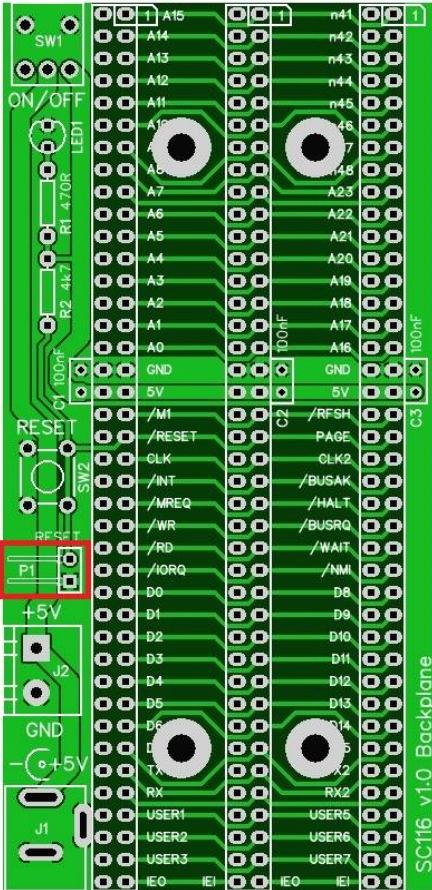 SW1
ON/OFF
LED1
470R
R1
4k7
R2
C1 100nF
RESET
SW2
RESET
P1
+5V
J2
GND
+5V
J1
1
A15
A14
A13
A12
A11
A7
A6
A5
A4
A3
A2
A1
A0
GND
5V
/M1
/RESET
CLK
/INT
/MREQ
/WR
/RD
/IORQ
D0
D1
D2
D3
D4
D5
D6
TX
RX
USER1
USER2
USER3
IEO IEI
100nF
C2
1
n41
n42
n43
n44
n45
46
n48
A23
A22
A21
A20
A19
A18
A17
A16
GND
5V
/RFSH
PAGE
CLK2
/BUSAK
/HALT
/BUSRQ
/WAIT
/NMI
D8
D9
D10
D11
D12
D13
14
X2
RX2
USER5
USER6
USER7
IEO IEI
1
100nF
C3
SC116 v1.0 Backplane